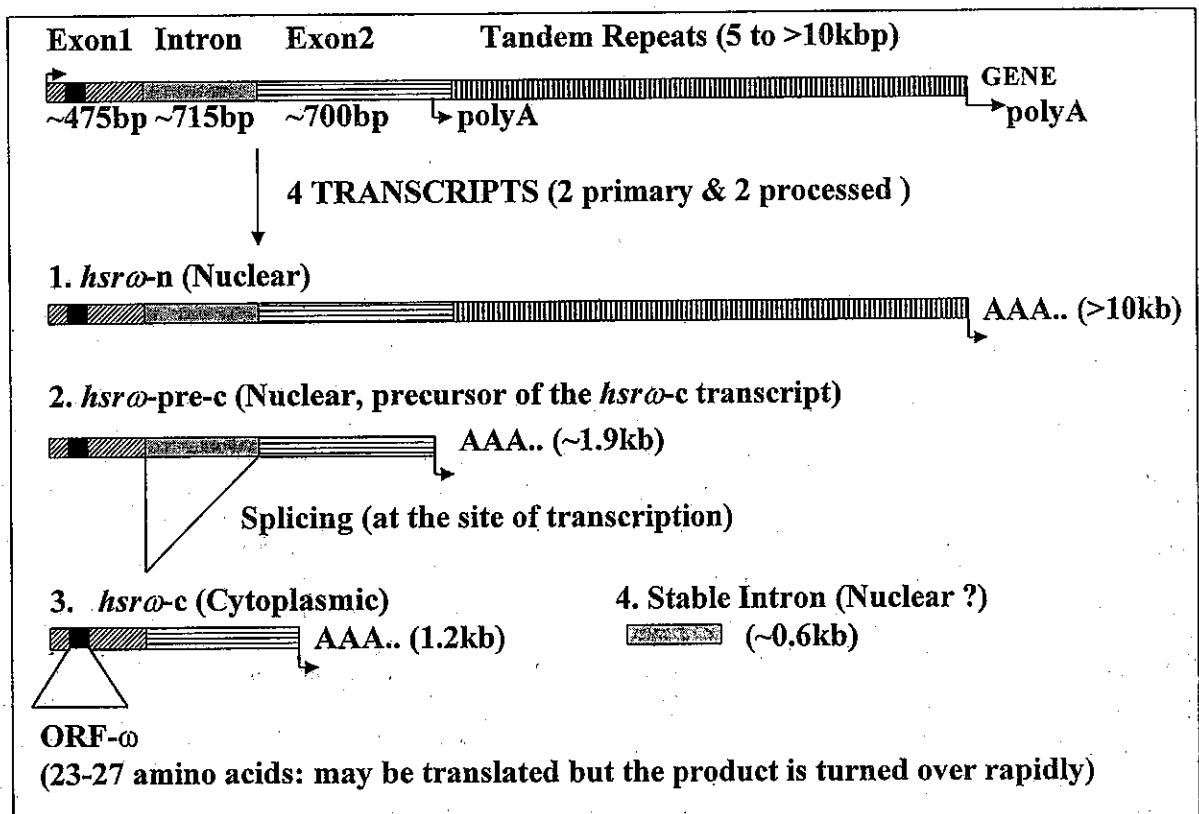 Exon1 Intron Exon2 Tandem Repeats (5 to >10kbp)
GENE
~475bp ~715bp ~700bp polyA polyA
4 TRANSCRIPTS (2 primary & 2 processed )
1. hsrω-n (Nuclear)
AAA.. (>10kb)
2. hsrω-pre-c (Nuclear, precursor of the hsrω-c transcript)
AAA.. (~1.9kb)
Splicing (at the site of transcription)
3. hsrω-c (Cytoplasmic) 4. Stable Intron (Nuclear ?)
AAA.. (1.2kb) (~0.6kb)
ORF-ω
(23-27 amino acids: may be translated but the product is turned over rapidly)